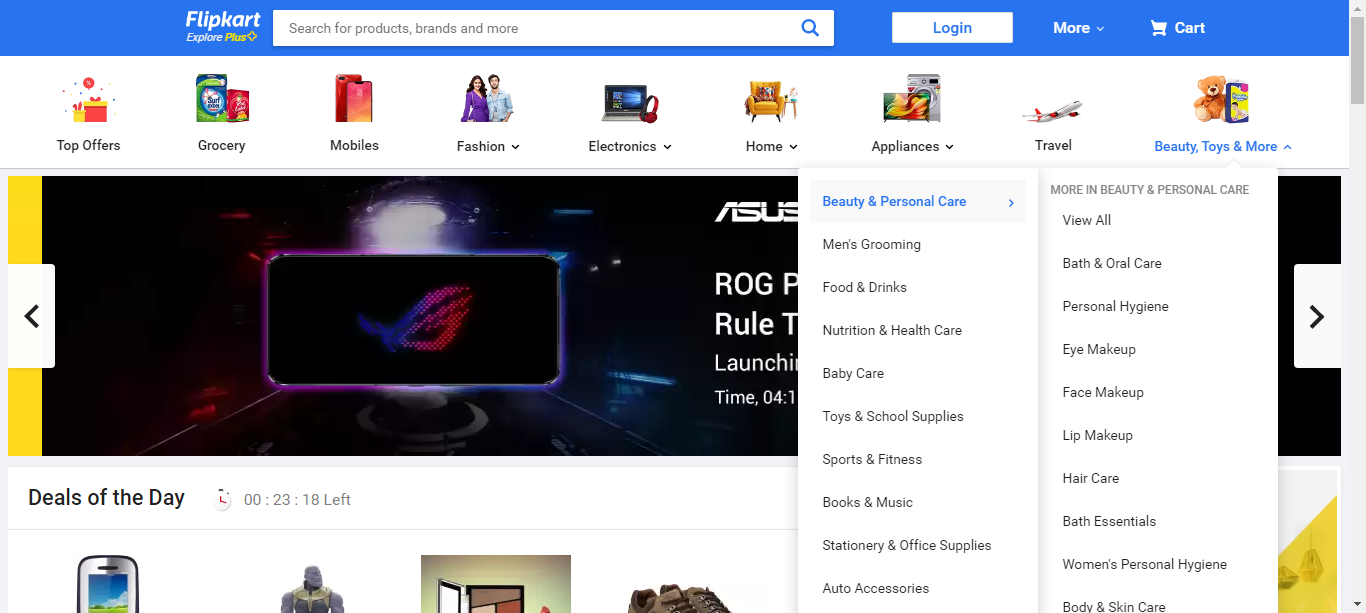 Flipkart
Explore Plus
Search for products, brands and more
Login
More
Cart
Top Offers
Grocery
Mobiles
Fashion
Electronics
Home
Appliances
Travel
Beauty, Toys & More
ASUS
ROG P
Rule T
Launchin
Time, 04:1
Beauty & Personal Care
Men's Grooming
Food & Drinks
Nutrition & Health Care
Baby Care
Toys & School Supplies
Sports & Fitness
Books & Music
Stationery & Office Supplies
Auto Accessories
MORE IN BEAUTY & PERSONAL CARE
View All
Bath & Oral Care
Personal Hygiene
Eye Makeup
Face Makeup
Lip Makeup
Hair Care
Bath Essentials
Women's Personal Hygiene
Body & Skin Care
Deals of the Day
00 : 23 : 18 Left